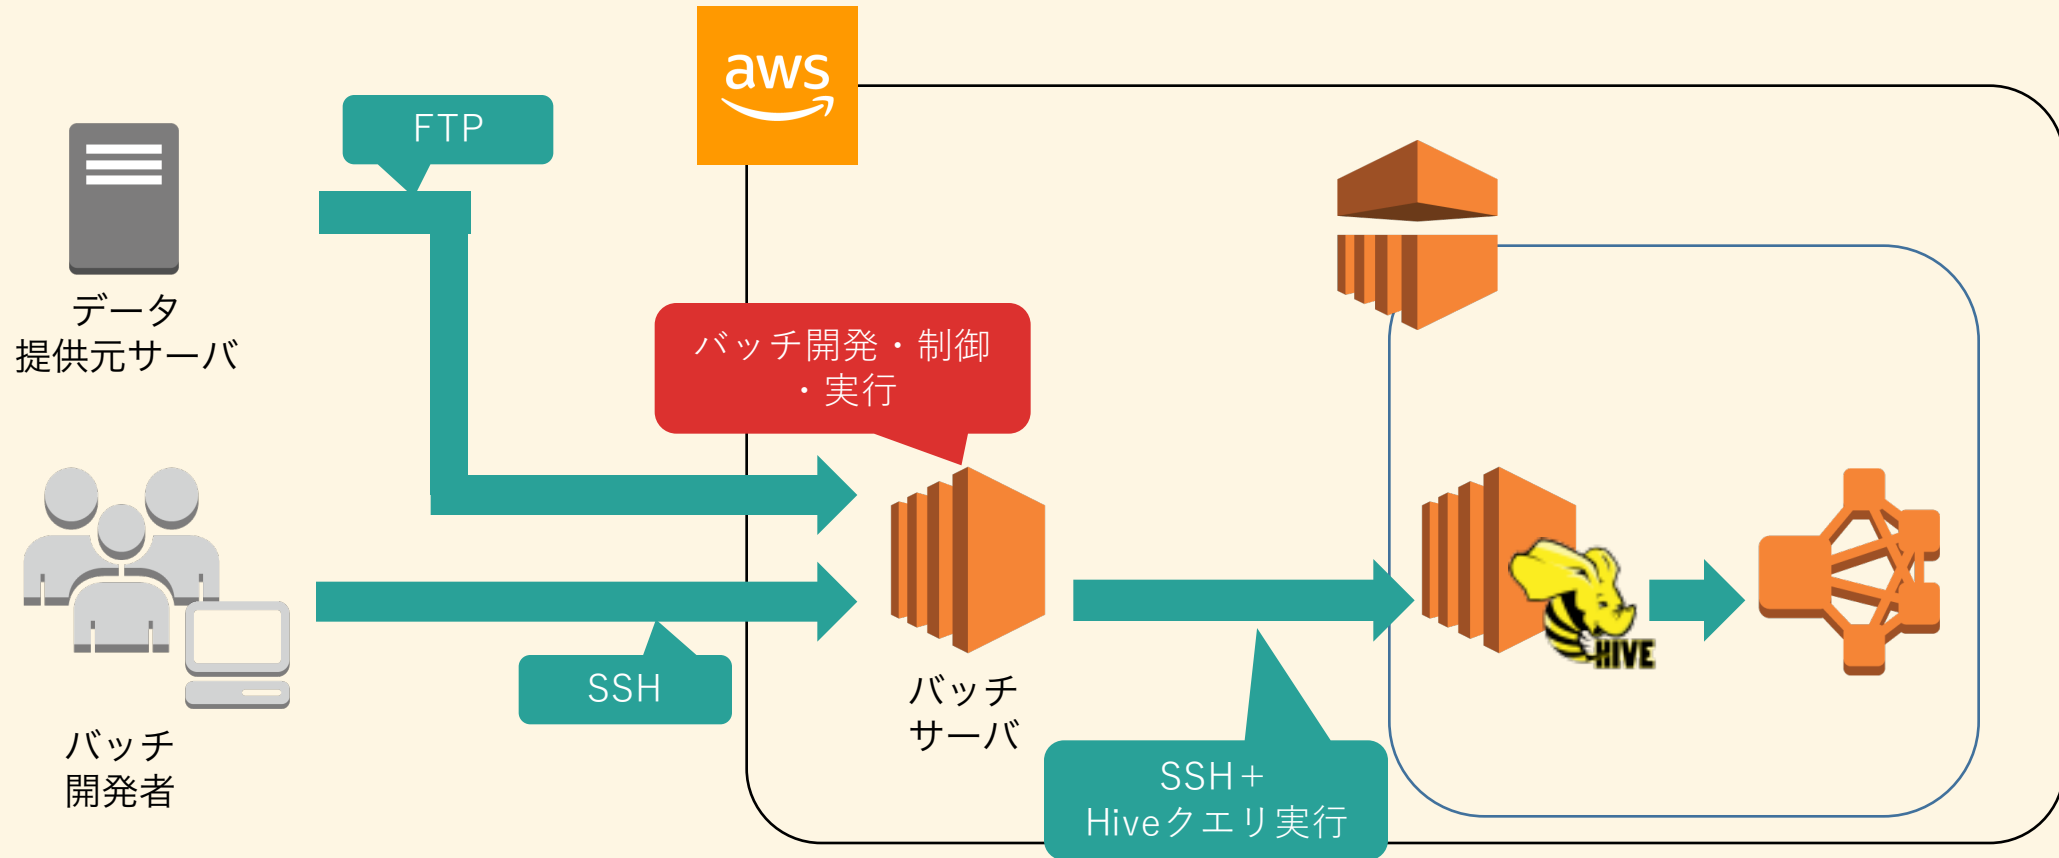 aws
FTP
データ
提供元サーバ
バッチ開発・制御
・実行
SSH
バッチ
サーバ
HIVE
バッチ
開発者
SSH＋
Hiveクエリ実行